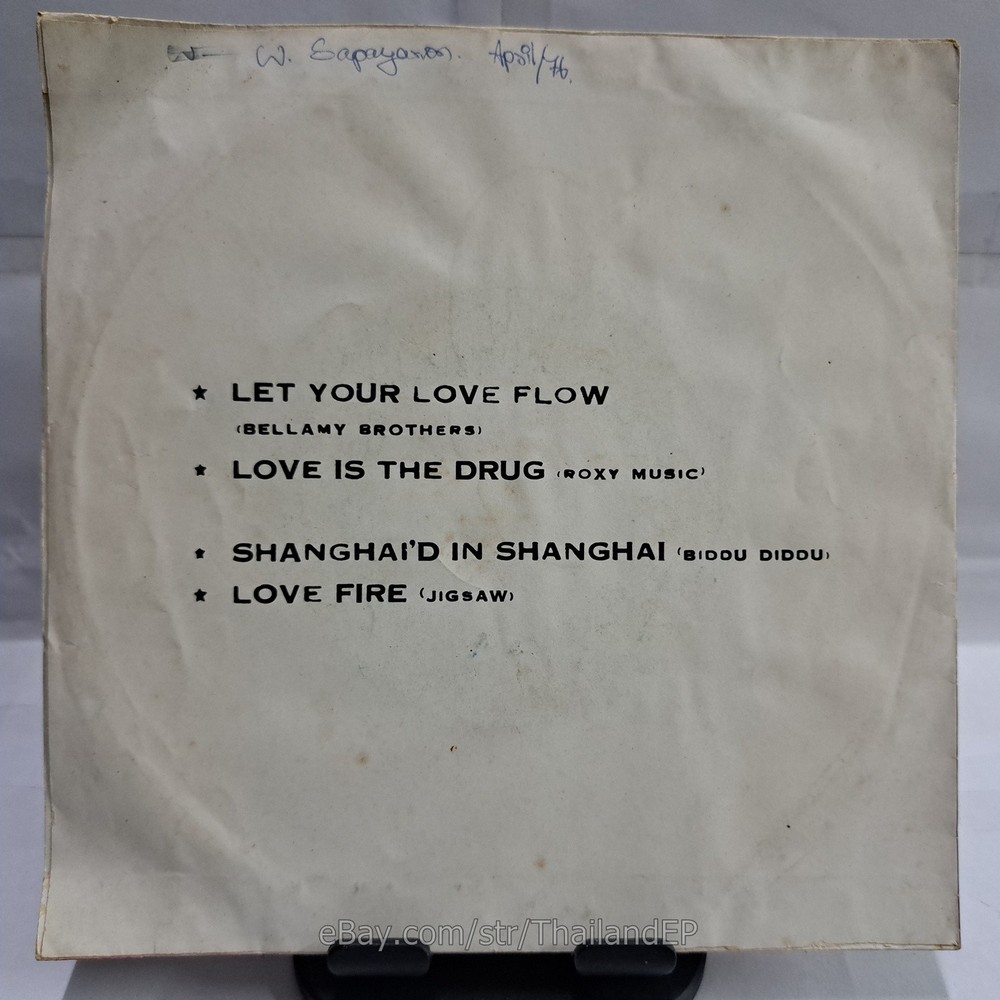 W. Sapayanon. April/76.
★ LET YOUR LOVE FLOW
(BELLAMY BROTHERS)
★ LOVE IS THE DRUG (ROXY MUSIC)
★ SHANGHAI'D IN SHANGHAI (BIDDU DIDDU)
★ LOVE FIRE (JIGSAW)
eBay.com/str/ThailandEP